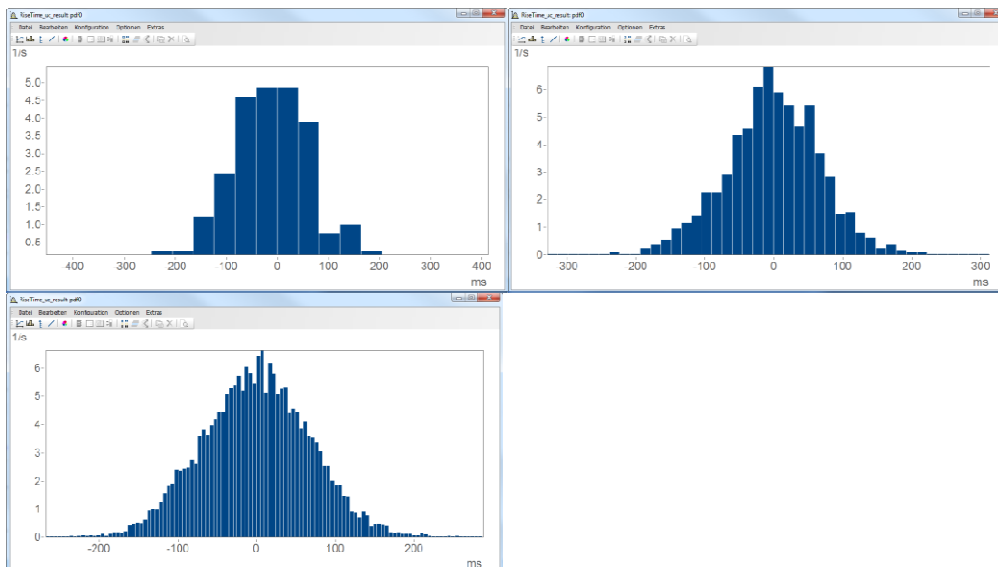 RiseTime_uc_result: pdf0
Datei Bearbeiten Konfiguration Optionen Extras
1/s
5.0
4.5
4.0
3.5
3.0
2.5
2.0
1.5
1.0
0.5
400 200 -100 0 100 200 300 400
ms
RiseTime_uc_result: pdf0
Datei Bearbeiten Konfiguration Optionen Extras
1/s
6
5
4
3
2
1
0
300 200 -100 0 100 200 300
ms
RiseTime_uc_result: pdf0
Datei Bearbeiten Konfiguration Optionen Extras
1/s
6
5
4
3
2
1
0
-200 -100 0 100 200
ms